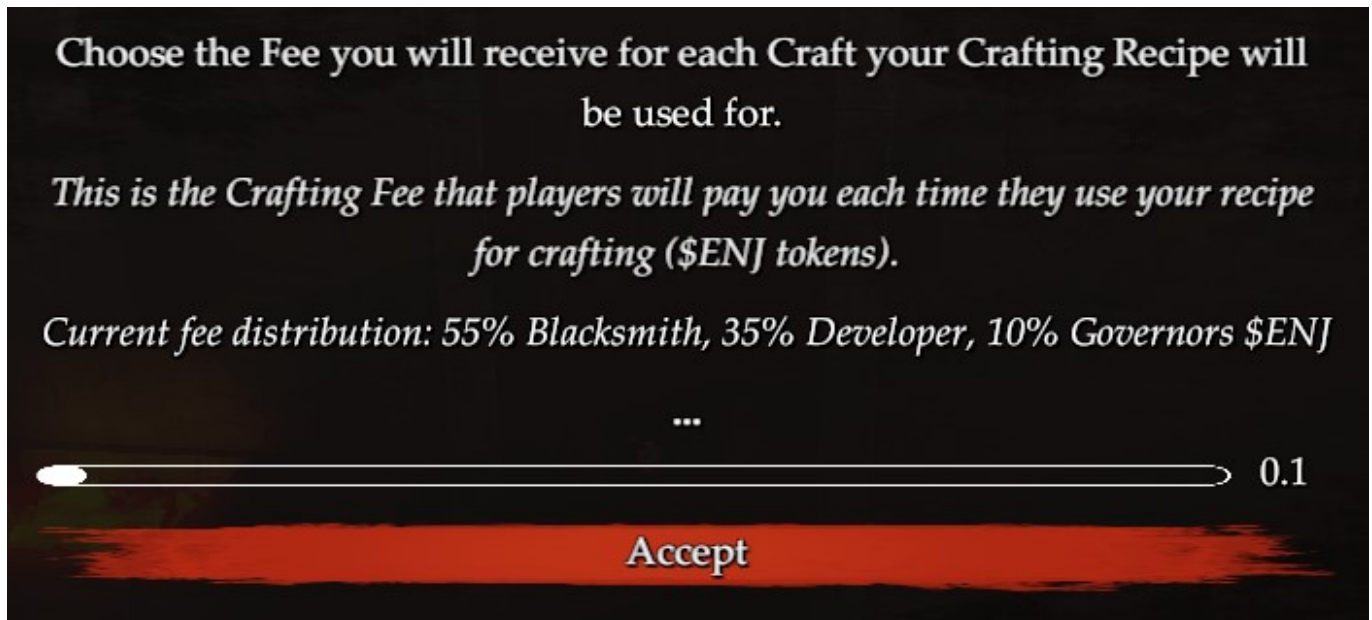 Choose the Fee you will receive for each Craft your Crafting Recipe will
be used for.
This is the Crafting Fee that players will pay you each time they use your recipe
for crafting ($ENJ tokens).
Current fee distribution: 55% Blacksmith, 35% Developer, 10% Governors $ENJ
...
0.1
Accept